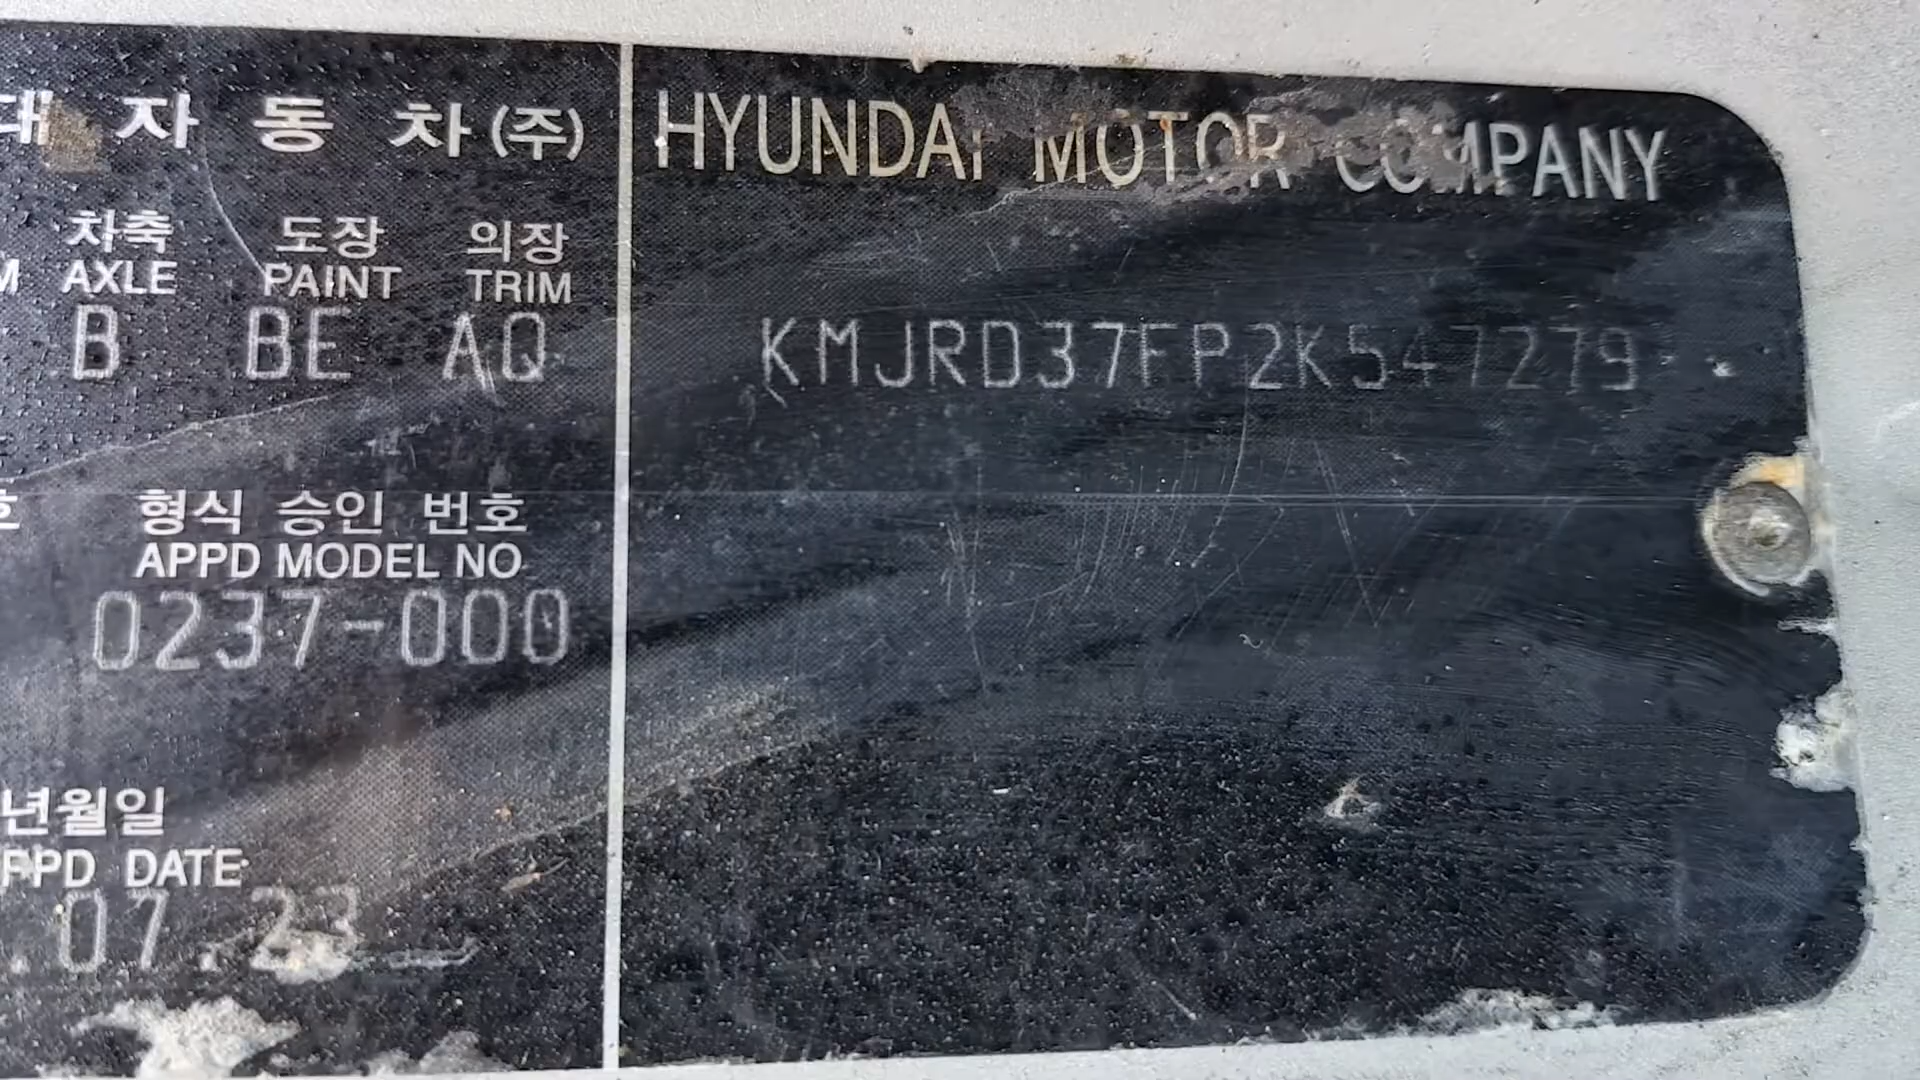 대 자 동 차 (주) HYUNDAI MOTOR COMPANY
차축 도장 의장
M AXLE PAINT TRIM
B BE AQ KMJRD37FP2K547279
호 형식 승인 번호
APPD MODEL NO
0237-000
년월일
PPD DATE
.07.23